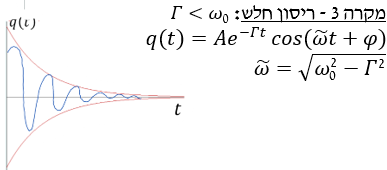 מקרה 3 - ריסון חלש: Γ < ω₀
q(t) = Ae^{-Γt} cos(ω̃t + φ)
ω̃ = √(ω₀² − Γ²)
q(t)
t